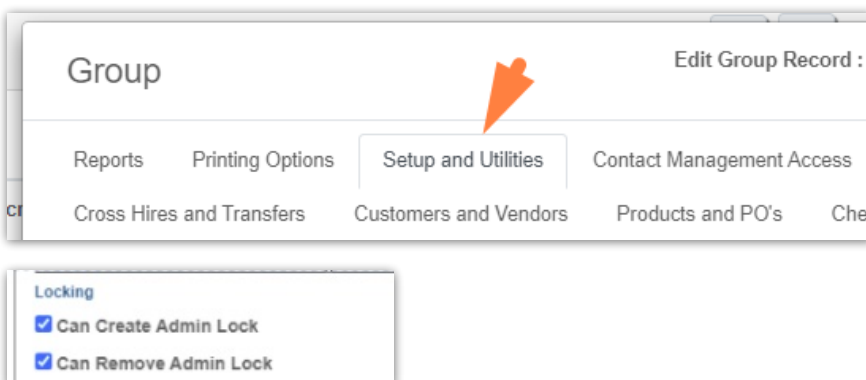 Group
Edit Group Record :
Reports Printing Options Setup and Utilities Contact Management Access
Cross Hires and Transfers Customers and Vendors Products and PO's
Locking
Can Create Admin Lock
Can Remove Admin Lock